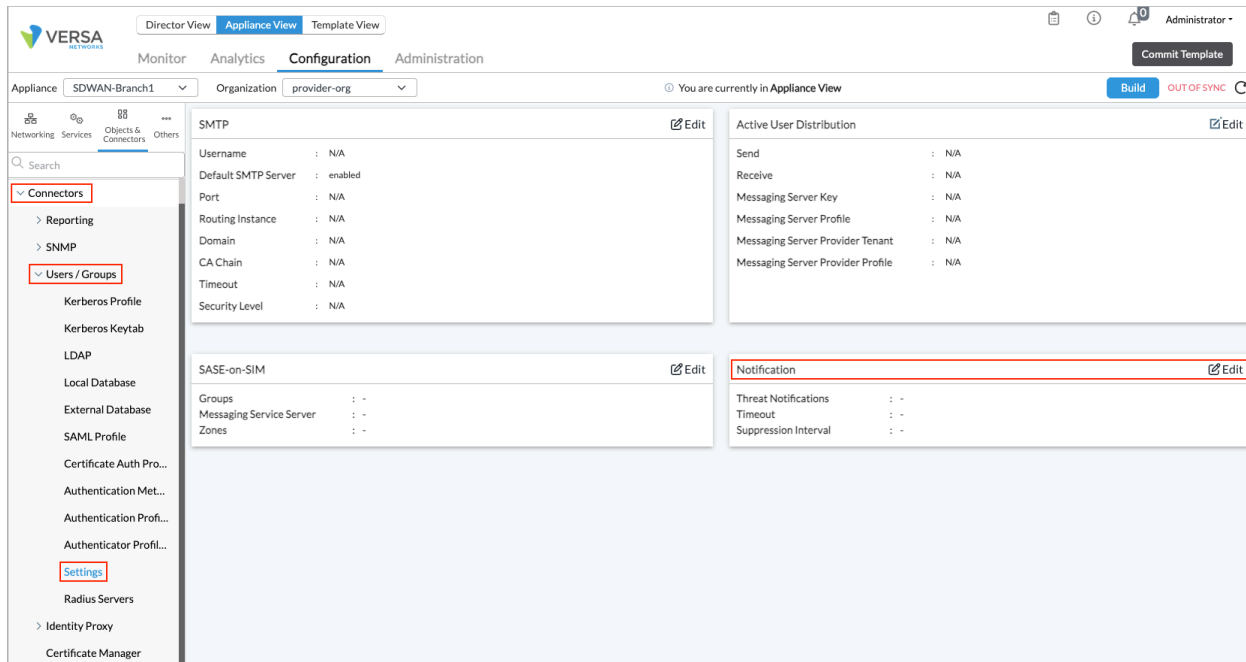 VERSA
NETWORKS
Director View Appliance View Template View
0
Administrator
Monitor Analytics Configuration Administration
Commit Template
Appliance SDWAN-Branch1 Organization provider-org You are currently in Appliance View Build OUT OF SYNC
Networking Services Objects & Connectors Others
Search
Connectors
Reporting
SNMP
Users / Groups
Kerberos Profile
Kerberos Keytab
LDAP
Local Database
External Database
SAML Profile
Certificate Auth Pro...
Authentication Met...
Authentication Profi...
Authenticator Profil...
Settings
Radius Servers
Identity Proxy
Certificate Manager
SMTP Edit
Username : N/A
Default SMTP Server : enabled
Port : N/A
Routing Instance : N/A
Domain : N/A
CA Chain : N/A
Timeout : N/A
Security Level : N/A
Active User Distribution Edit
Send : N/A
Receive : N/A
Messaging Server Key : N/A
Messaging Server Profile : N/A
Messaging Server Provider Tenant : N/A
Messaging Server Provider Profile : N/A
SASE-on-SIM Edit
Groups : -
Messaging Service Server : -
Zones : -
Notification Edit
Threat Notifications : -
Timeout : -
Suppression Interval : -